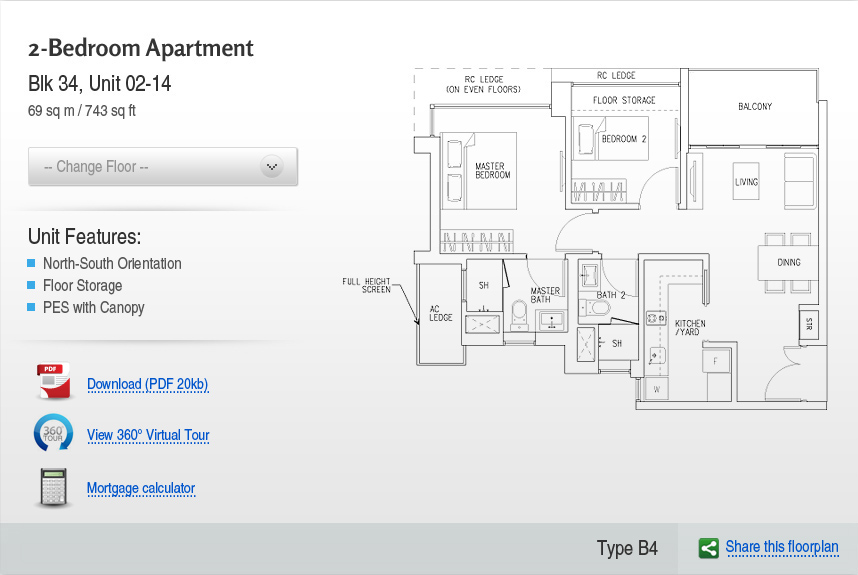 2-Bedroom Apartment
Blk 34, Unit 02-14
69 sq m / 743 sq ft
-- Change Floor --
Unit Features:
North-South Orientation
Floor Storage
PES with Canopy
PDF
Download (PDF 20kb)
360°
TOUR
View 360° Virtual Tour
Mortgage calculator
RC LEDGE
(ON EVEN FLOORS)
RC LEDGE
FLOOR STORAGE
BALCONY
BEDROOM 2
MASTER
BEDROOM
LIVING
DINING
FULL HEIGHT
SCREEN
AC
LEDGE
SH
MASTER
BATH
BATH 2
SH
KITCHEN
/YARD
STR
F
W
Type B4
Share this floorplan